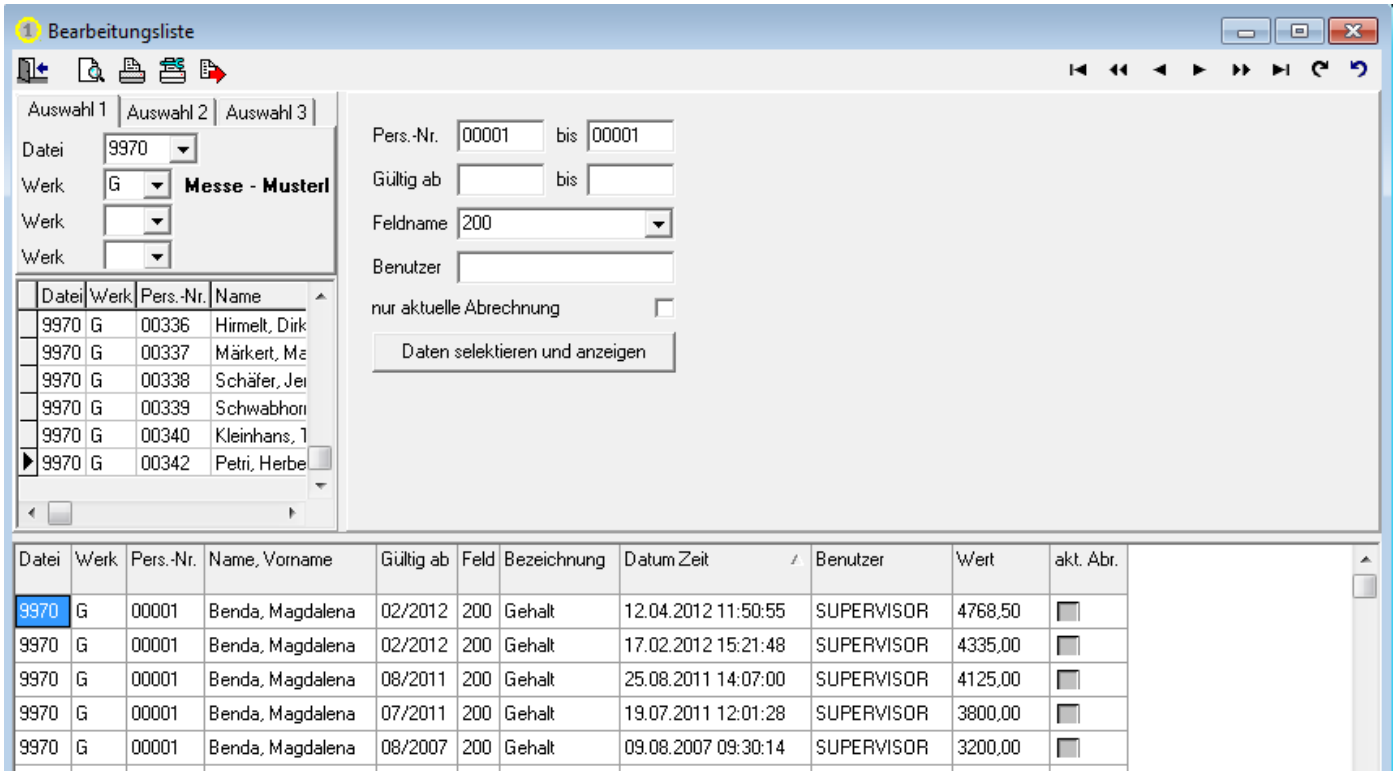 1 Bearbeitungsliste
Auswahl 1 Auswahl 2 Auswahl 3
Datei 9970
Werk G Messe - Musterl
Werk
Werk
Datei Werk Pers.-Nr. Name
9970 G 00336 Hirmelt, Dirk
9970 G 00337 Märkert, Ma
9970 G 00338 Schäfer, Jer
9970 G 00339 Schwabhorn
9970 G 00340 Kleinhans, T
9970 G 00342 Petri, Herbe
Pers.-Nr. 00001 bis 00001
Gültig ab bis
Feldname 200
Benutzer
nur aktuelle Abrechnung
Daten selektieren und anzeigen
Datei Werk Pers.-Nr. Name, Vorname Gültig ab Feld Bezeichnung Datum Zeit Benutzer Wert akt. Abr.
9970 G 00001 Benda, Magdalena 02/2012 200 Gehalt 12.04.2012 11:50:55 SUPERVISOR 4768,50
9970 G 00001 Benda, Magdalena 02/2012 200 Gehalt 17.02.2012 15:21:48 SUPERVISOR 4335,00
9970 G 00001 Benda, Magdalena 08/2011 200 Gehalt 25.08.2011 14:07:00 SUPERVISOR 4125,00
9970 G 00001 Benda, Magdalena 07/2011 200 Gehalt 19.07.2011 12:01:28 SUPERVISOR 3800,00
9970 G 00001 Benda, Magdalena 08/2007 200 Gehalt 09.08.2007 09:30:14 SUPERVISOR 3200,00